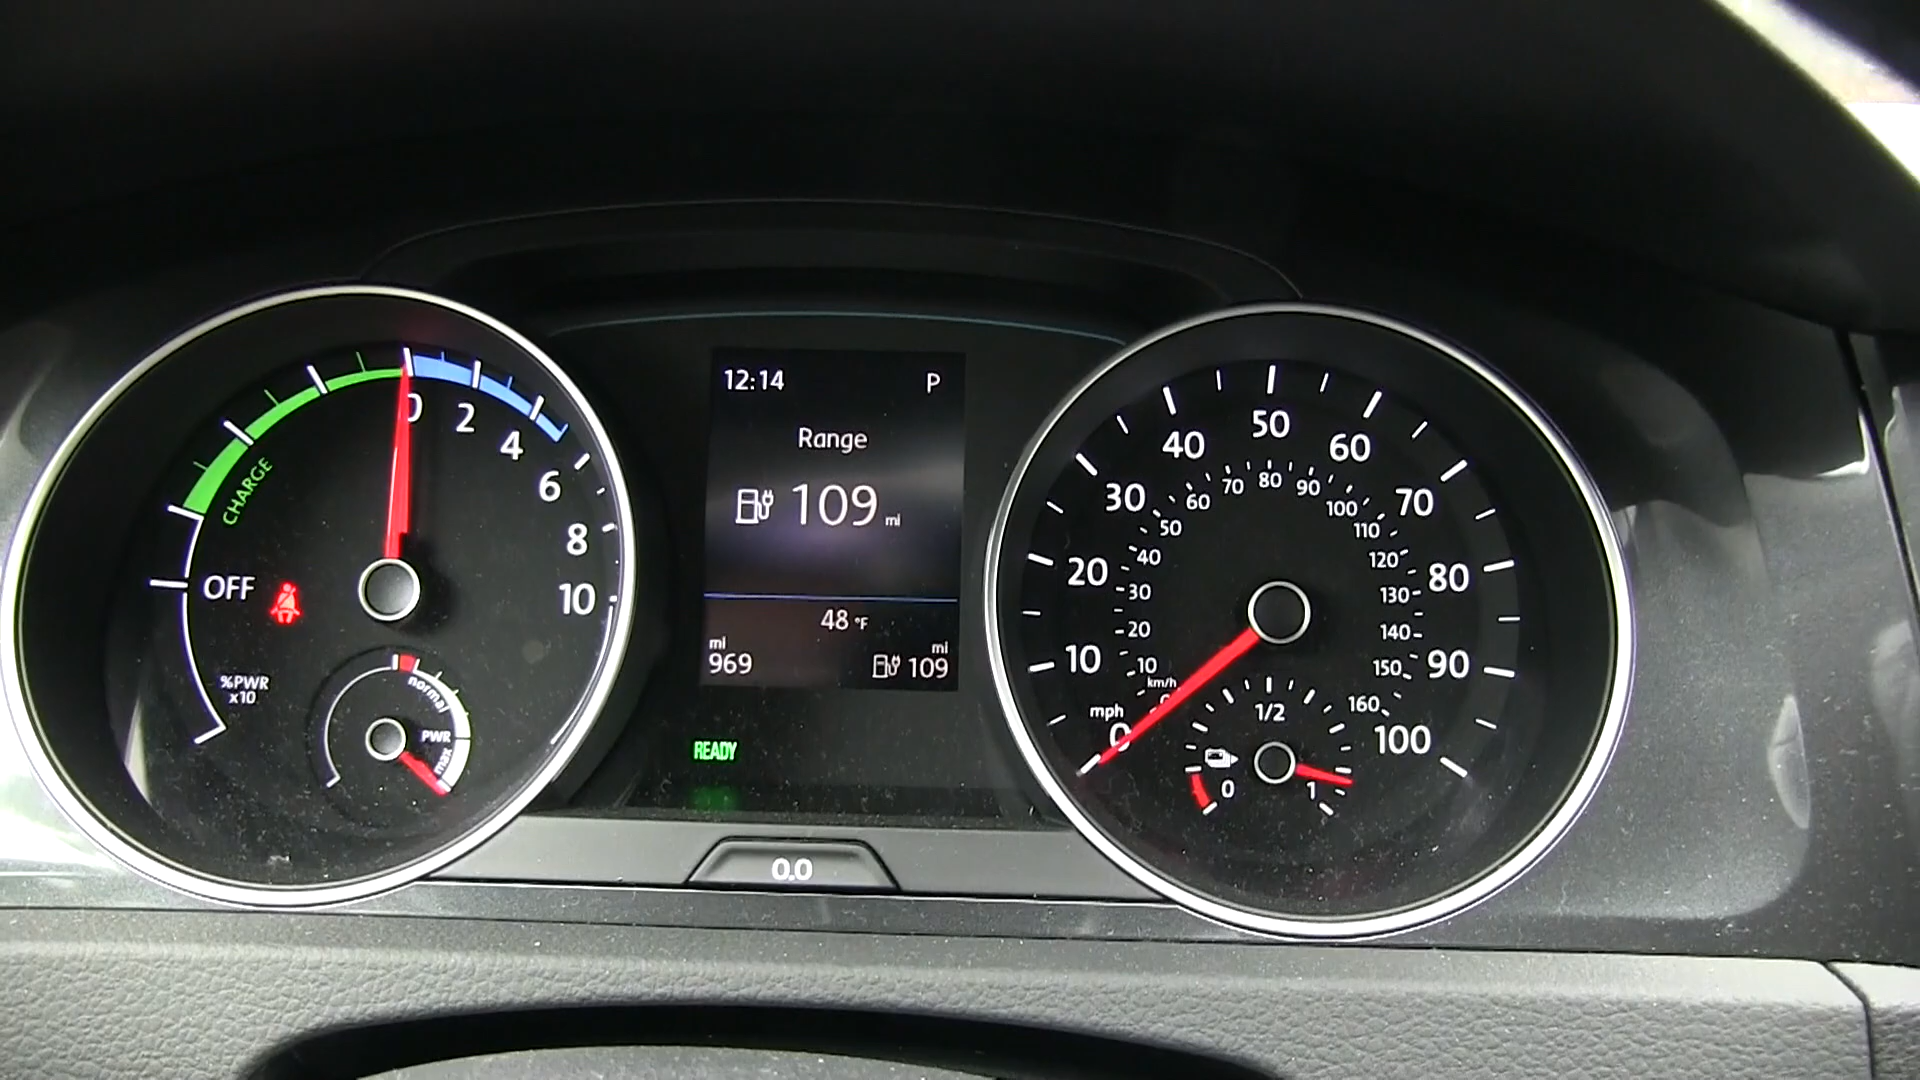 12:14 P
Range
109 mi
48 °F
mi
969
mi
109
READY
0.0
0
2
4
6
8
10
CHARGE
OFF
%PWR
x10
normal
PWR
max
0
10
20
30
40
50
60
70
80
90
100
mph
km/h
10
20
30
40
50
60
70
80
90
100
110
120
130
140
150
160
1/2
0
1